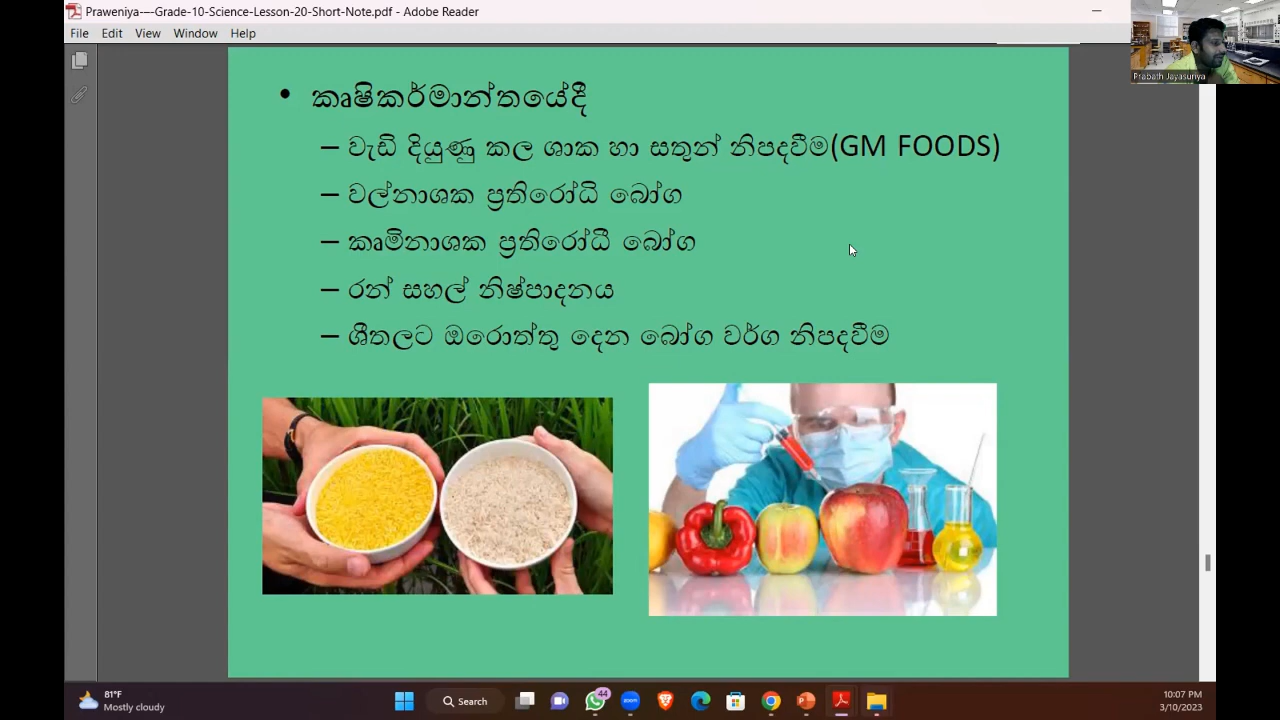 Praweniya----Grade-10-Science-Lesson-20-Short-Note.pdf - Adobe Reader
File Edit View Window Help
Prabath Jayasuriya
• කෘෂිකර්මාන්තයේදී
– වැඩි දියුණු කල ශාක හා සතුන් නිපදවීම(GM FOODS)
– වල්නාශක ප්‍රතිරෝධි බෝග
– කෘමිනාශක ප්‍රතිරෝධී බෝග
– රන් සහල් නිෂ්පාදනය
– ශීතලට ඔරොත්තු දෙන බෝග වර්ග නිපදවීම
81°F
Mostly cloudy
Search
44
zoom
10:07 PM
3/10/2023